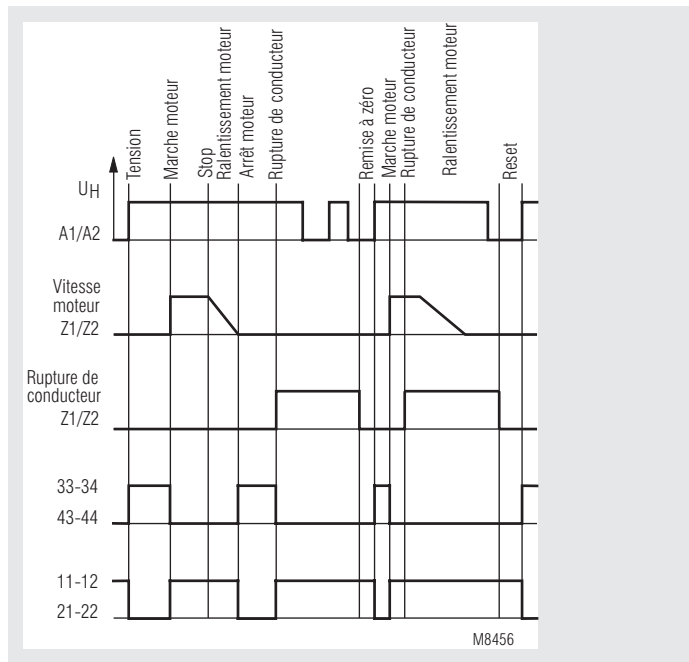 Tension
Marche moteur
Stop
Ralentissement moteur
Arrêt moteur
Rupture de conducteur
Remise à zéro
Marche moteur
Rupture de conducteur
Ralentissement moteur
Reset
UH
A1/A2
Vitesse
moteur
Z1/Z2
Rupture de
conducteur
Z1/Z2
33-34
43-44
11-12
21-22
M8456